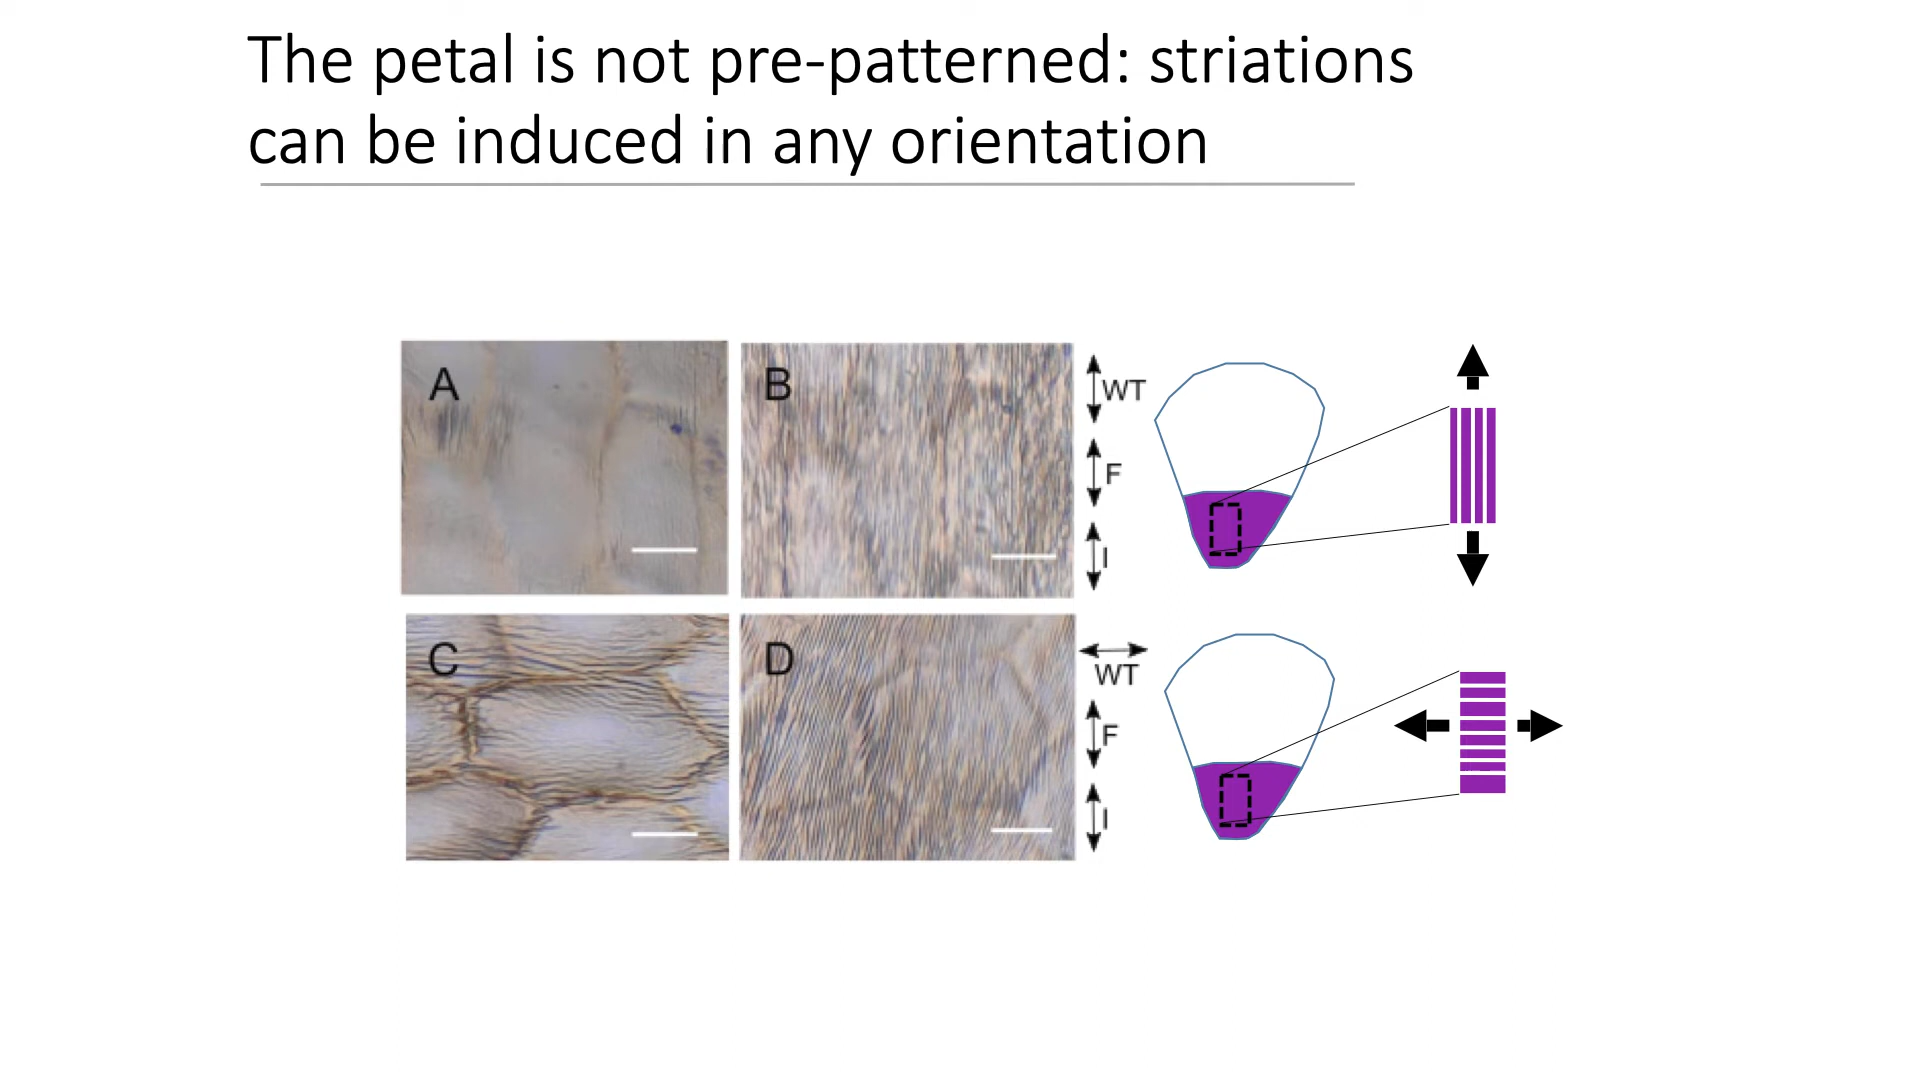 The petal is not pre-patterned: striations
can be induced in any orientation
A
B
WT
F
I
C
D
WT
F
I